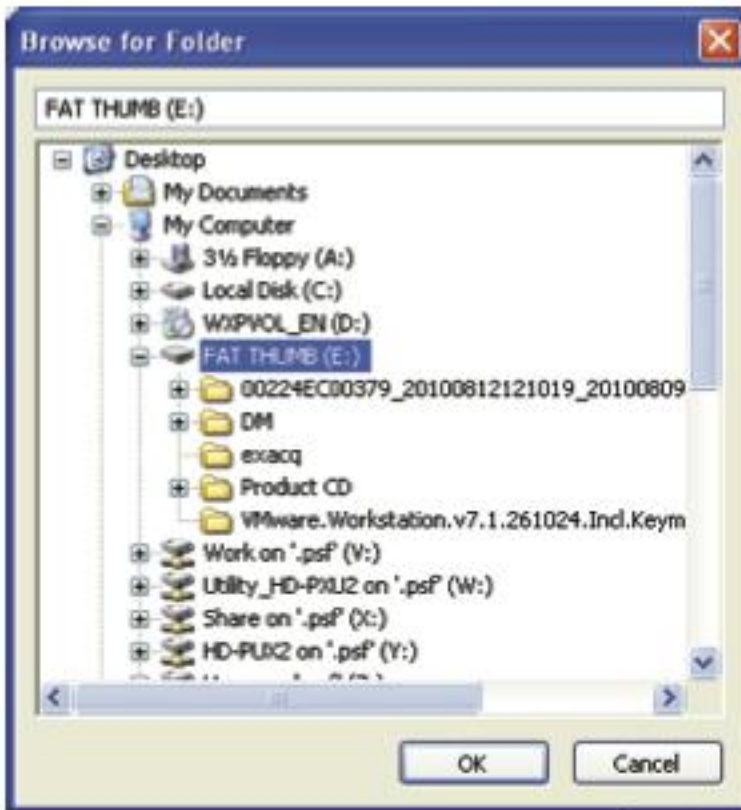 Browse for Folder
FAT THUMB (E:)
Desktop
My Documents
My Computer
3½ Floppy (A:)
Local Disk (C:)
WXPVOL_EN (D:)
FAT THUMB (E:)
00224EC00379_20100812121019_20100809
DM
exacq
Product CD
VMware.Workstation.v7.1.261024.Incl.Keym
Work on '.psf' (V:)
Utility_HD-PXU2 on '.psf' (W:)
Share on '.psf' (X:)
HD-PUX2 on '.psf' (Y:)
OK
Cancel